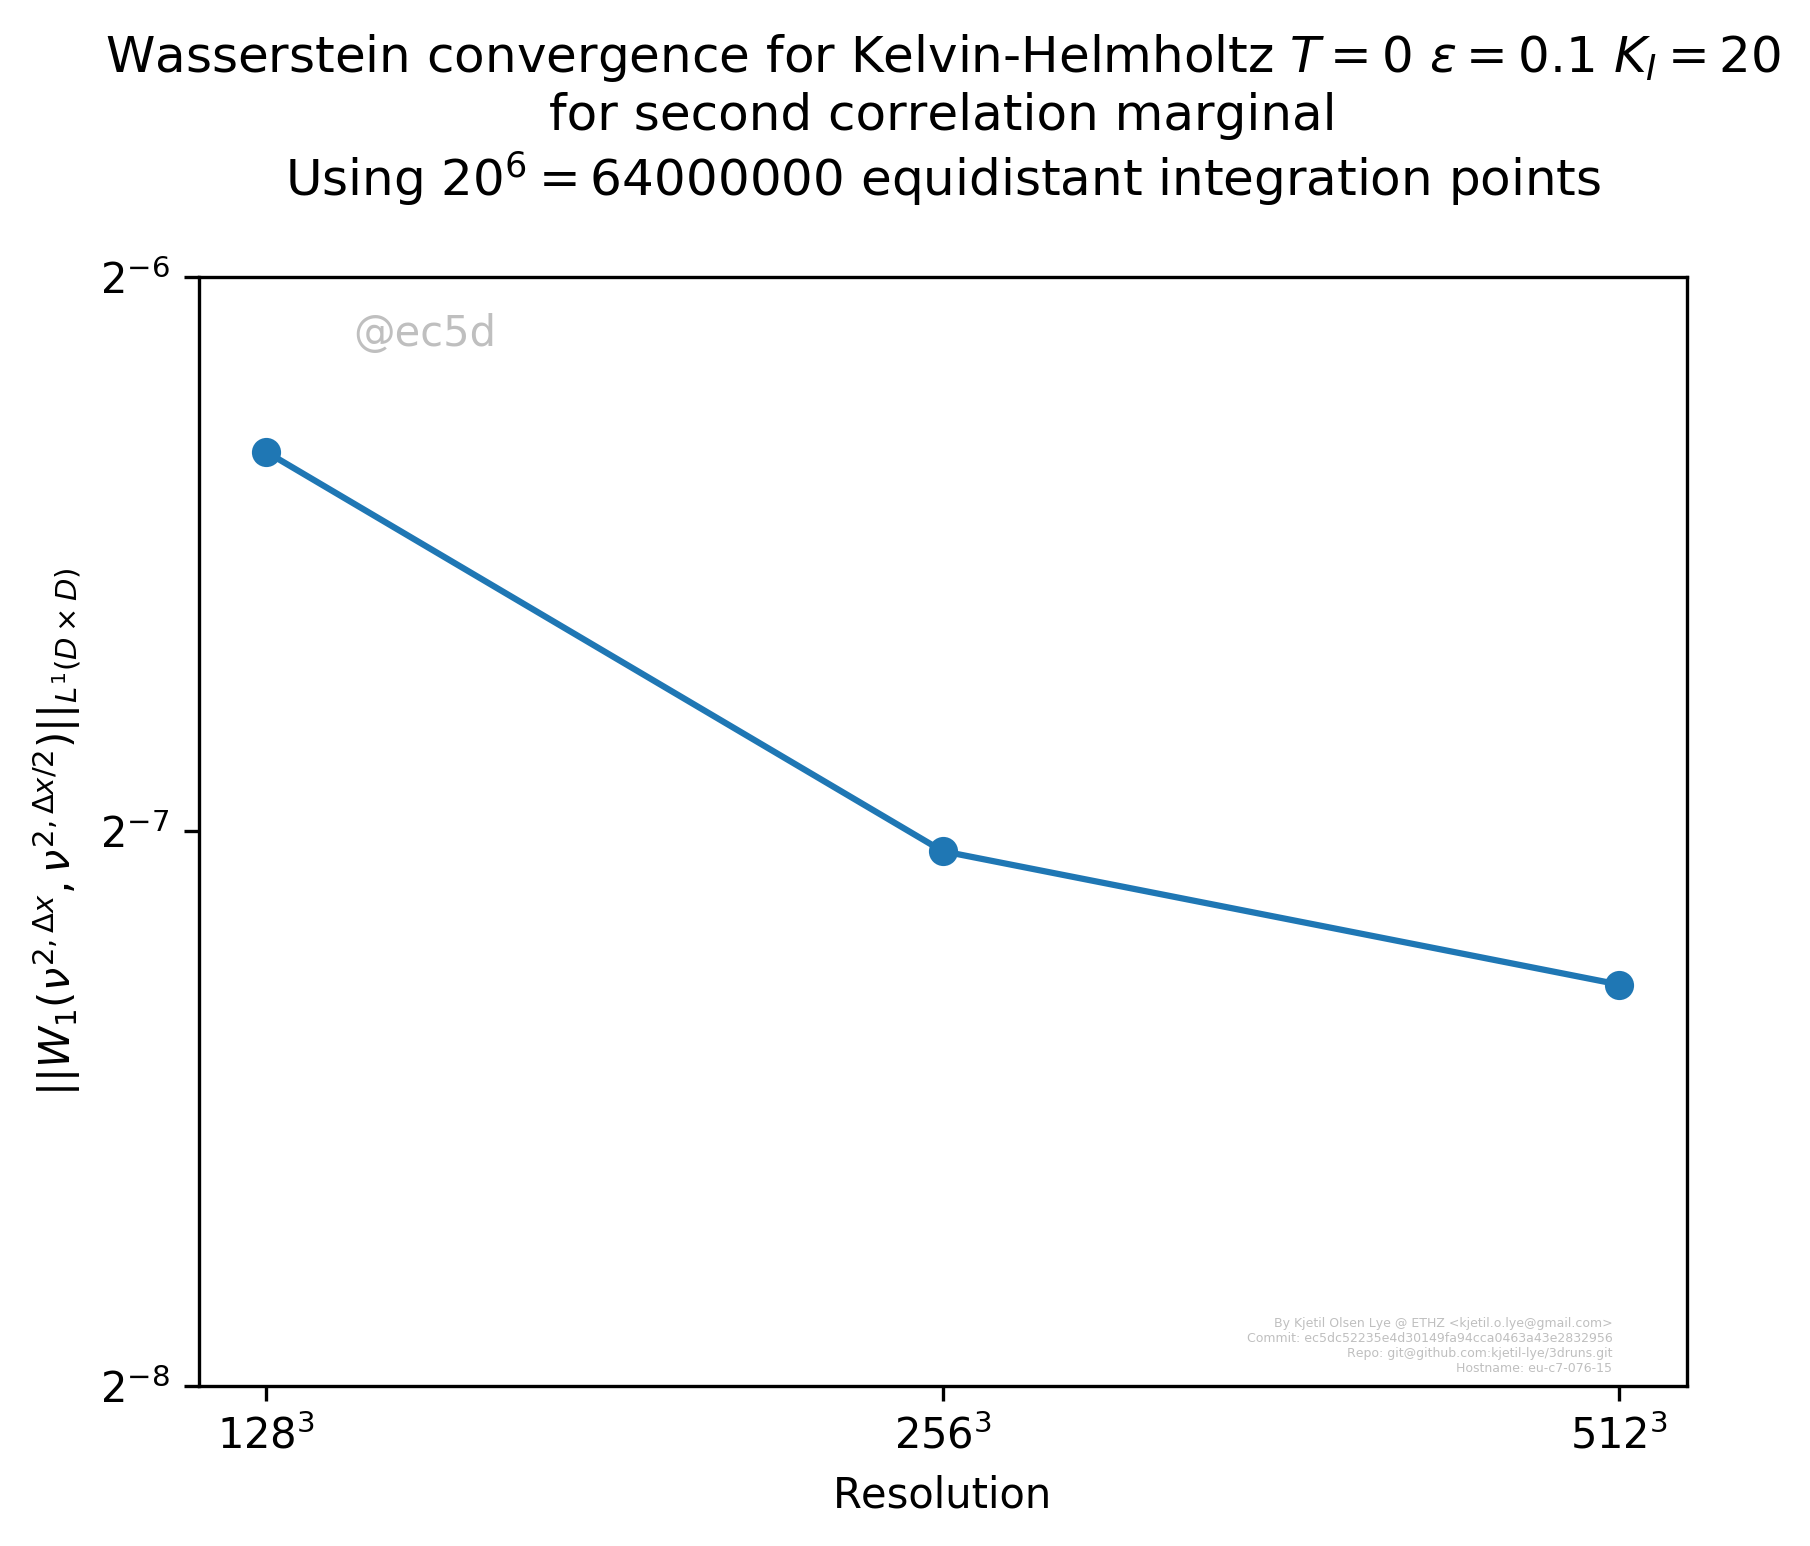 Wasserstein convergence for Kelvin-Helmholtz T = 0 ε = 0.1 K_l = 20
for second correlation marginal
Using 20^6 = 64000000 equidistant integration points
2^−6
@ec5d
||W_1(ν^{2,Δx}, ν^{2,Δx/2})||_{L^1(D×D)}
2^−7
By Kjetil Olsen Lye @ ETHZ <kjetil.o.lye@gmail.com>
Commit: ec5dc52235e4d30149fa94cca0463a43e2832956
Repo: git@github.com:kjetil-lye/3druns.git
Hostname: eu-c7-076-15
2^−8
128^3 256^3 512^3
Resolution